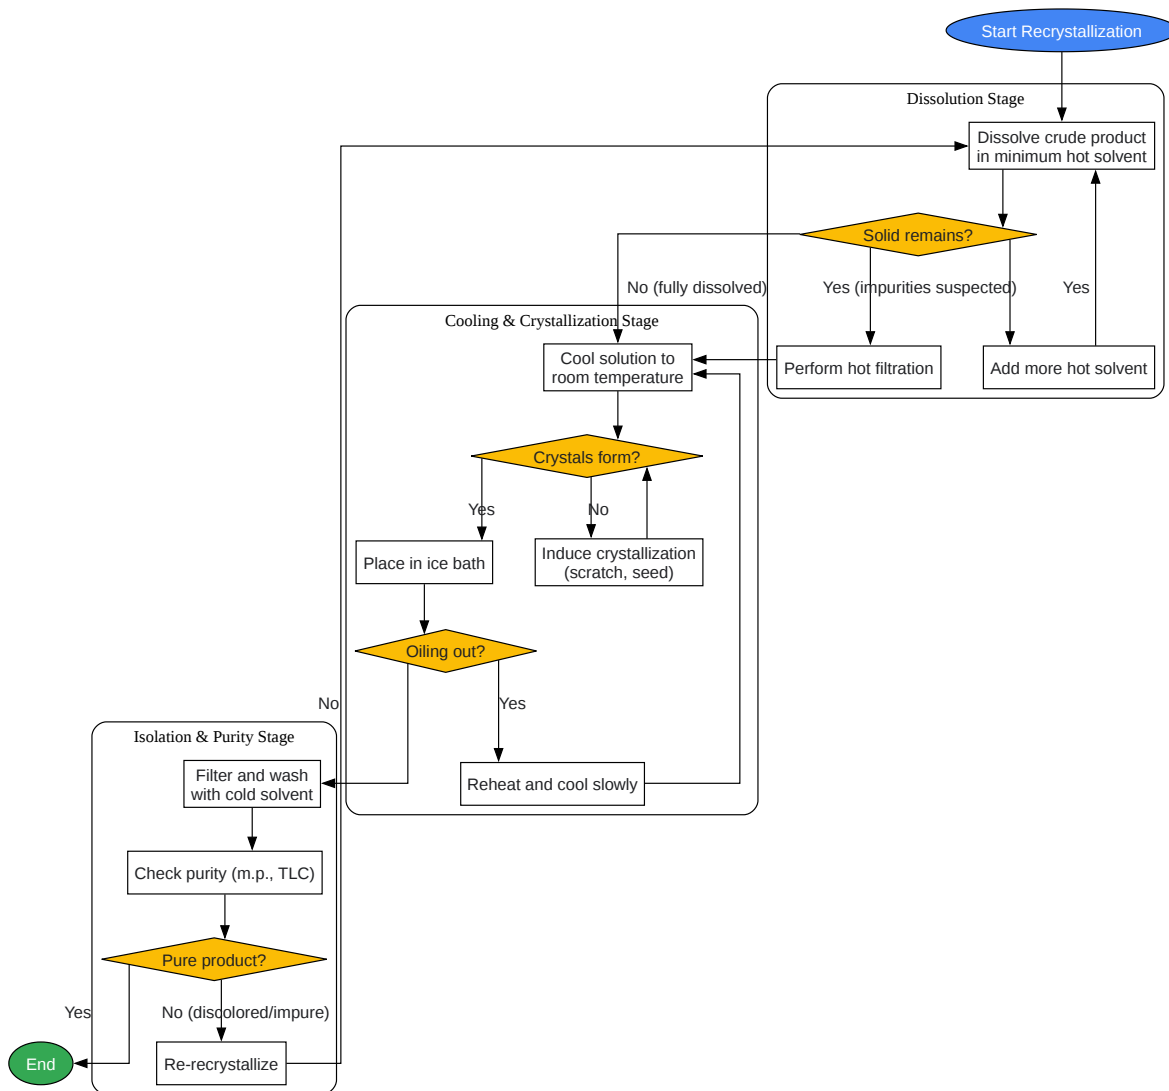 Start Recrystallization
Dissolution Stage
Dissolve crude product
in minimum hot solvent
Solid remains?
No (fully dissolved)
Yes (impurities suspected)
Yes
Cooling & Crystallization Stage
Cool solution to
room temperature
Perform hot filtration
Add more hot solvent
Crystals form?
Yes
No
Place in ice bath
Induce crystallization
(scratch, seed)
Oiling out?
No
Yes
Isolation & Purity Stage
Filter and wash
with cold solvent
Reheat and cool slowly
Check purity (m.p., TLC)
Pure product?
Yes
No (discolored/impure)
End
Re-recrystallize